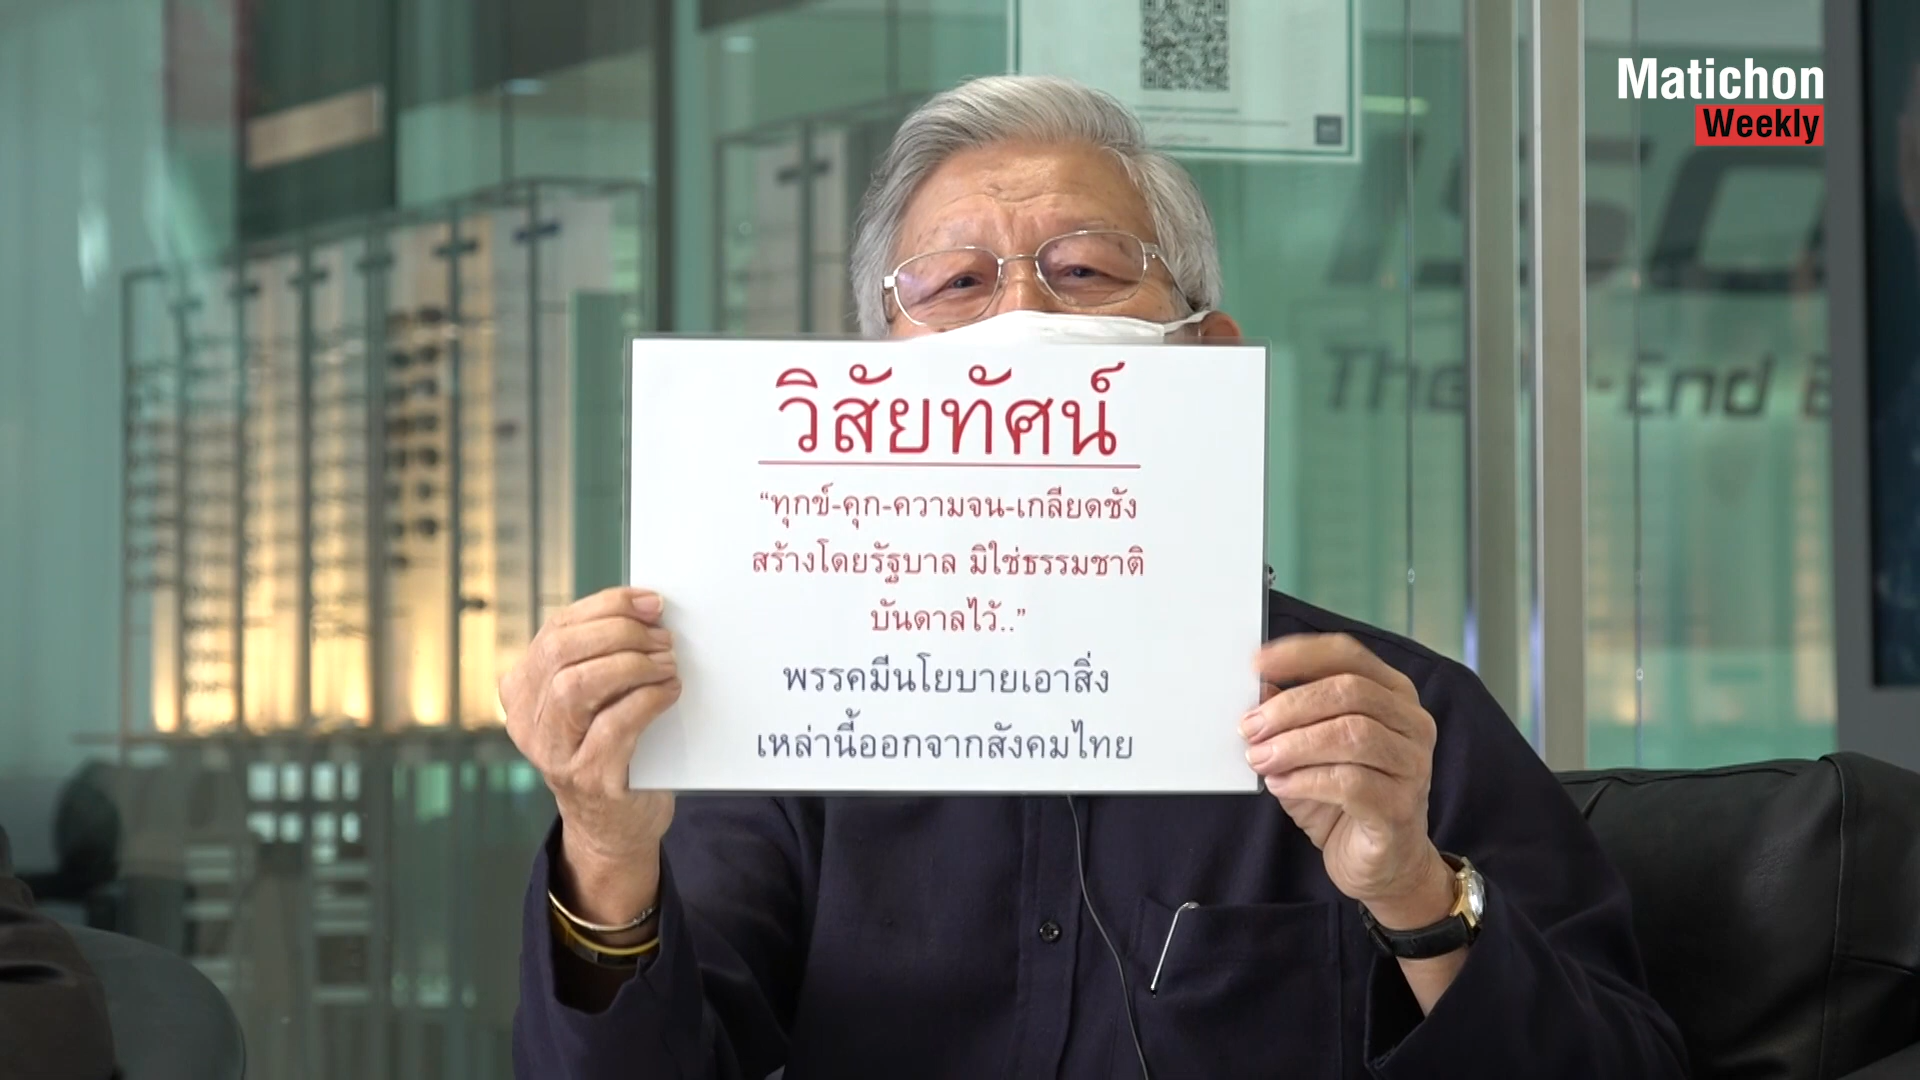 Matichon
Weekly
วิสัยทัศน์
“ทุกข์-คุก-ความจน-เกลียดชัง
สร้างโดยรัฐบาล มิใช่ธรรมชาติ
บันดาลไว้..”
พรรคมีนโยบายเอาสิ่ง
เหล่านี้ออกจากสังคมไทย
The
-End